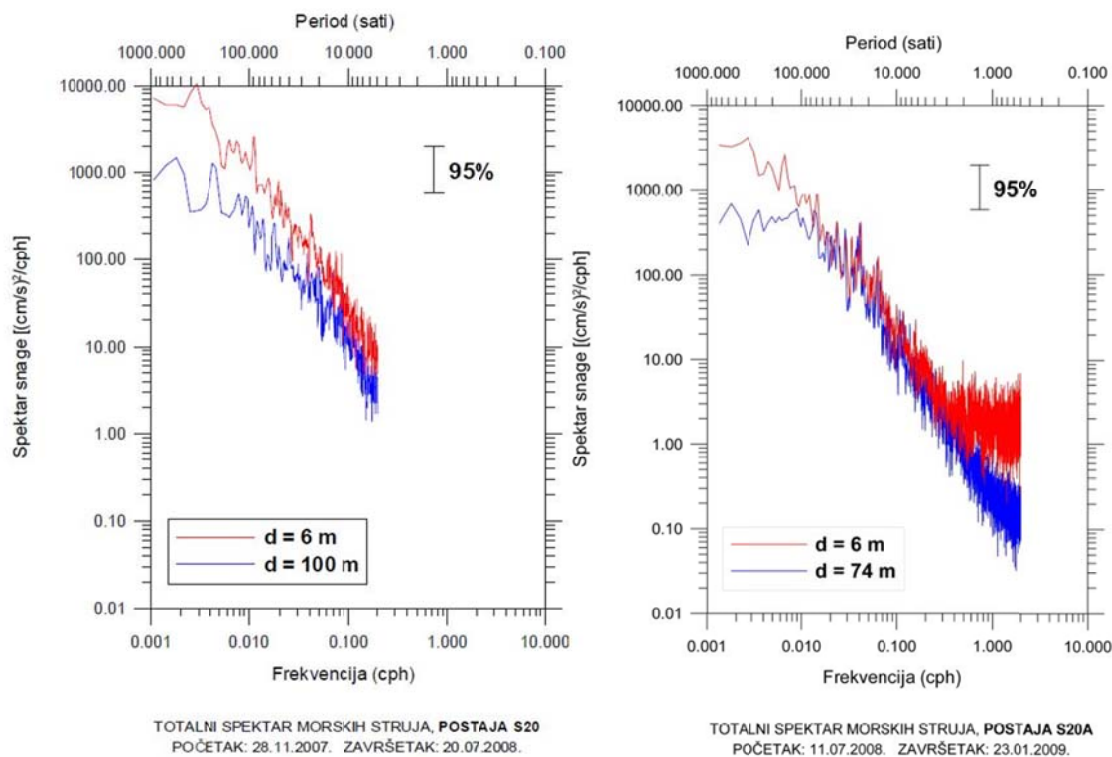 Period (sati)
1000.000 100.000 10.000 1.000 0.100
10000.00
1000.00
100.00
10.00
1.00
0.10
0.01
Spektar snage [(cm/s)²/cph]
95%
d = 6 m
d = 100 m
0.001 0.010 0.100 1.000 10.000
Frekvencija (cph)
TOTALNI SPEKTAR MORSKIH STRUJA, POSTAJA S20
POČETAK: 28.11.2007. ZAVRŠETAK: 20.07.2008.
Period (sati)
1000.000 100.000 10.000 1.000 0.100
10000.00
1000.00
100.00
10.00
1.00
0.10
0.01
Spektar snage [(cm/s)²/cph]
95%
d = 6 m
d = 74 m
0.001 0.010 0.100 1.000 10.000
Frekvencija (cph)
TOTALNI SPEKTAR MORSKIH STRUJA, POSTAJA S20A
POČETAK: 11.07.2008. ZAVRŠETAK: 23.01.2009.